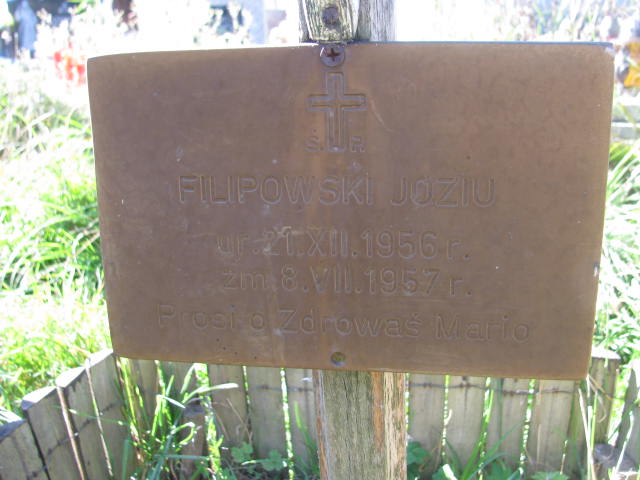 Ś. P.
FILIPOWSKI JÓZIU
ur. 21.XII.1956 r.
zm. 8.VII.1957 r.
Prosi o Zdrowaś Mario